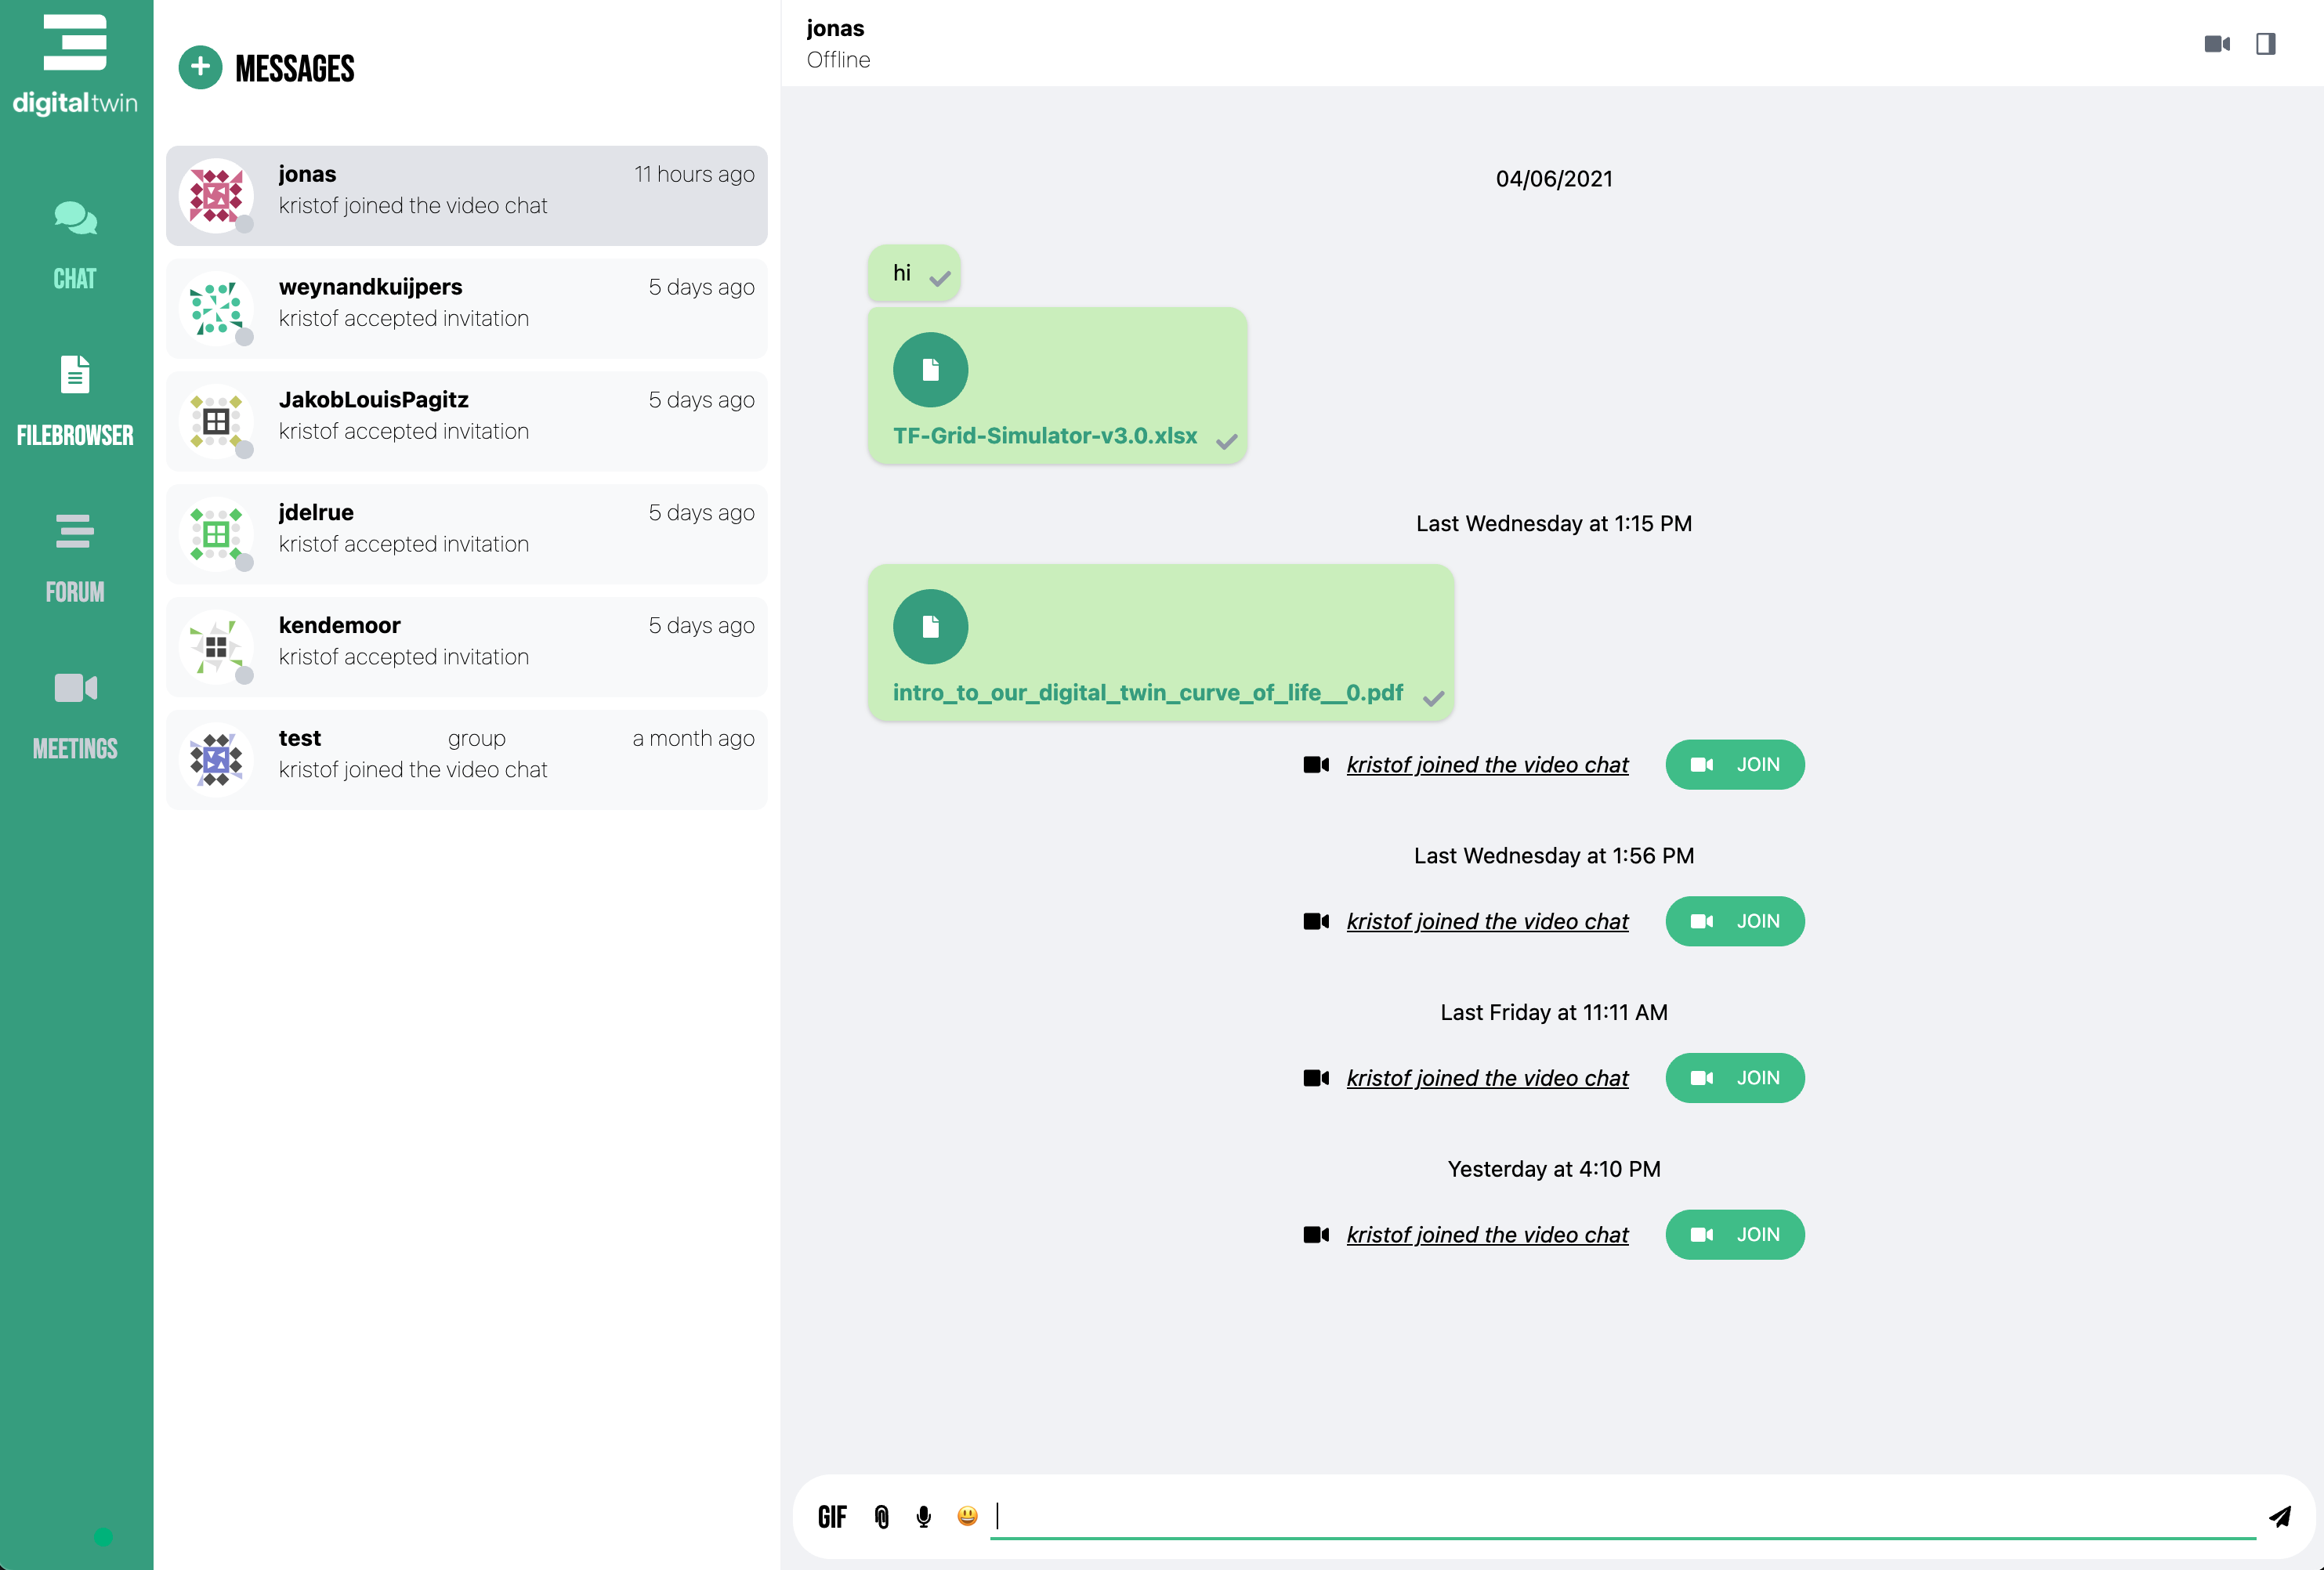 digitaltwin
CHAT
FILEBROWSER
FORUM
MEETINGS
MESSAGES
jonas 11 hours ago
kristof joined the video chat
weynandkuijpers 5 days ago
kristof accepted invitation
JakobLouisPagitz 5 days ago
kristof accepted invitation
jdelrue 5 days ago
kristof accepted invitation
kendemoor 5 days ago
kristof accepted invitation
test group a month ago
kristof joined the video chat
jonas
Offline
04/06/2021
hi
TF-Grid-Simulator-v3.0.xlsx
Last Wednesday at 1:15 PM
intro_to_our_digital_twin_curve_of_life__0.pdf
kristof joined the video chat JOIN
Last Wednesday at 1:56 PM
kristof joined the video chat JOIN
Last Friday at 11:11 AM
kristof joined the video chat JOIN
Yesterday at 4:10 PM
kristof joined the video chat JOIN
GIF